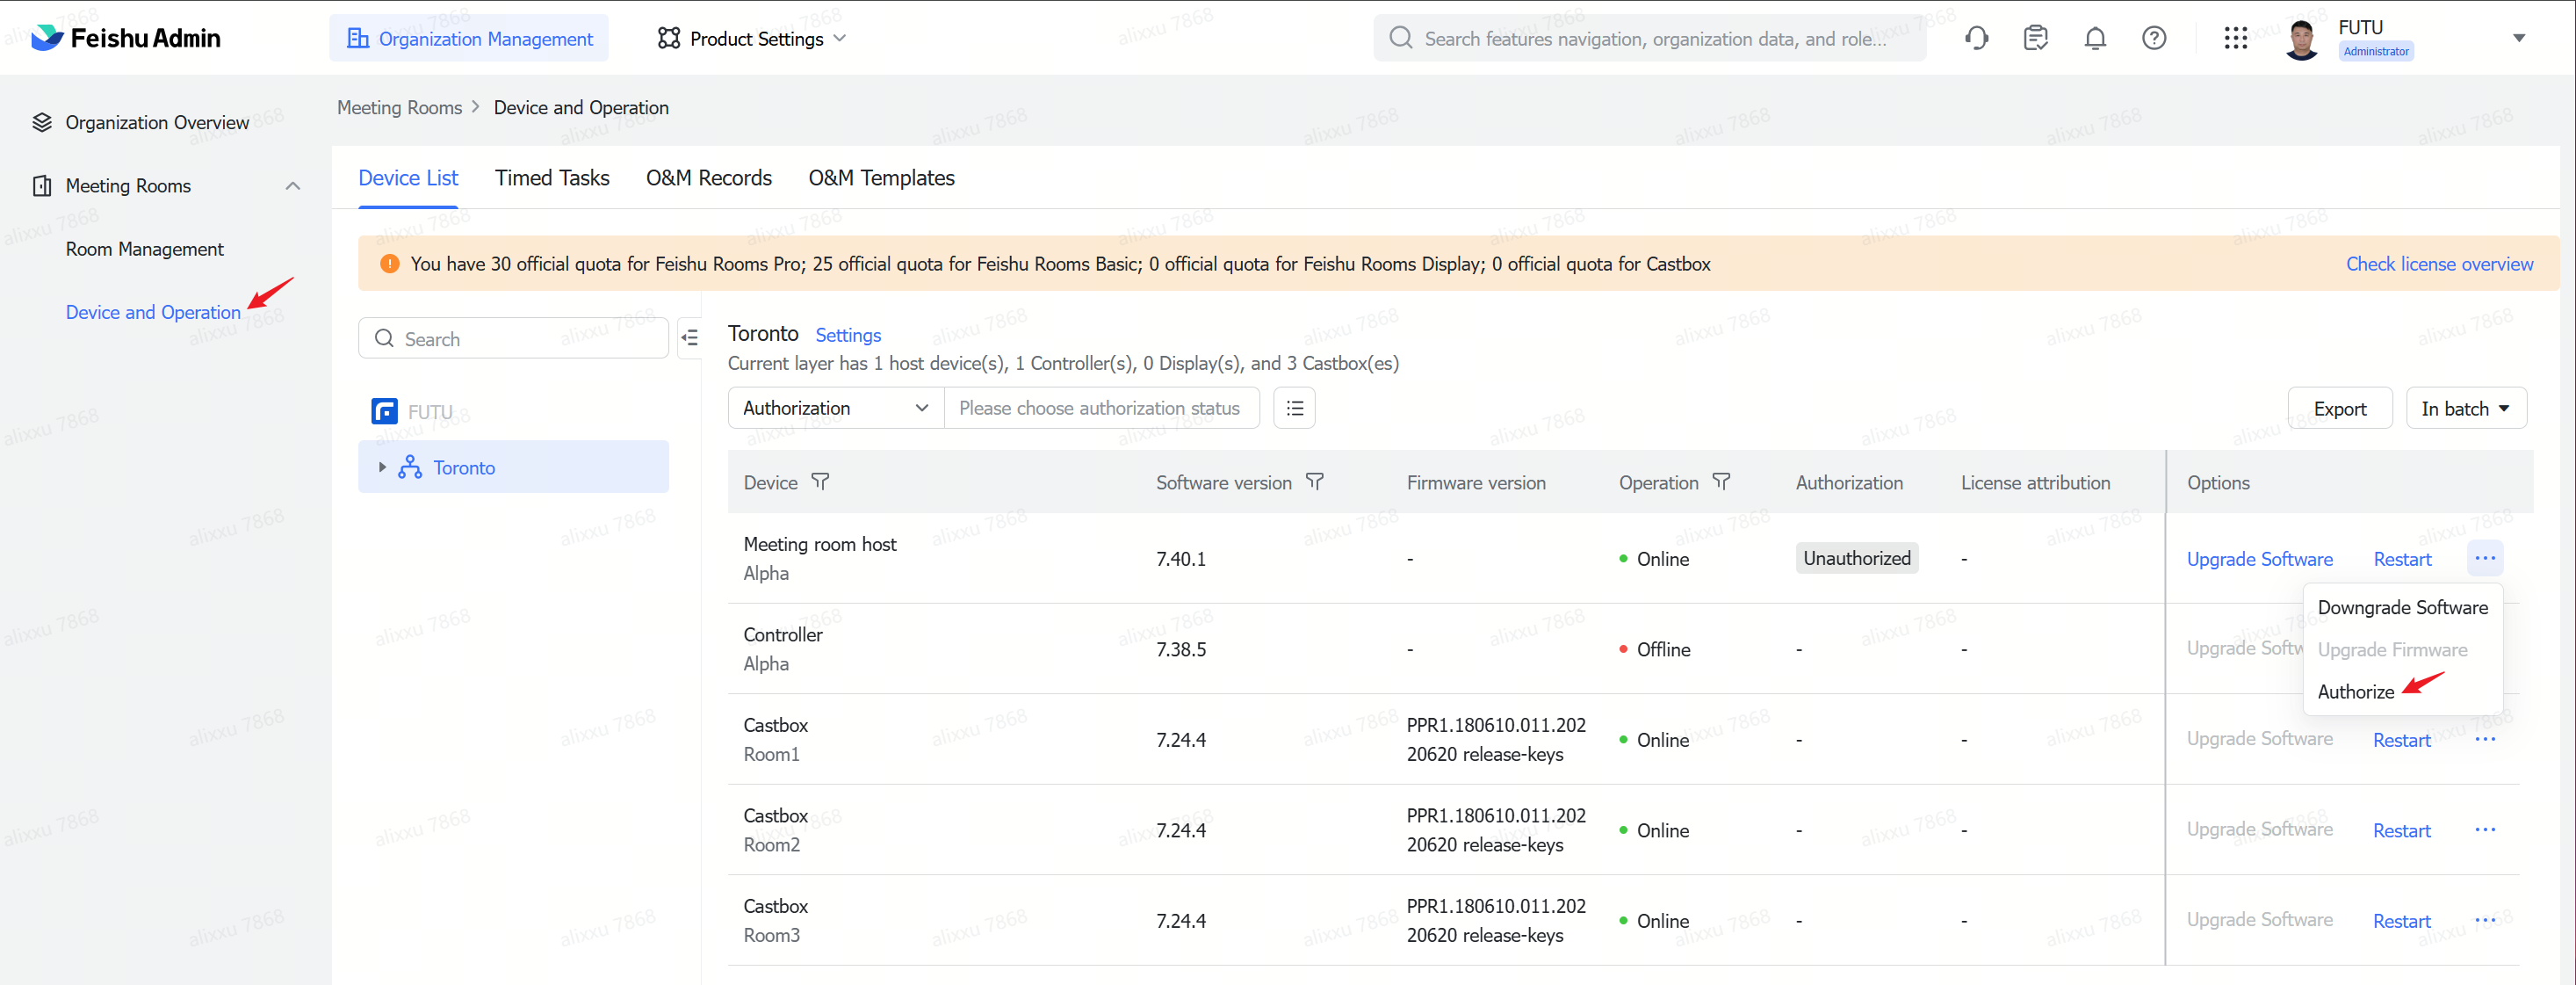 Feishu Admin
Organization Management
Product Settings
Search features navigation, organization data, and role...
FUTU
Administrator
Organization Overview
Meeting Rooms
Room Management
Device and Operation
Meeting Rooms > Device and Operation
Device List
Timed Tasks
O&M Records
O&M Templates
You have 30 official quota for Feishu Rooms Pro; 25 official quota for Feishu Rooms Basic; 0 official quota for Feishu Rooms Display; 0 official quota for Castbox
Check license overview
Search
FUTU
Toronto
Toronto Settings
Current layer has 1 host device(s), 1 Controller(s), 0 Display(s), and 3 Castbox(es)
Authorization
Please choose authorization status
Export
In batch
Device
Software version
Firmware version
Operation
Authorization
License attribution
Options
Meeting room host
Alpha
7.40.1
-
Online
Unauthorized
-
Upgrade Software
Restart
...
Downgrade Software
Upgrade Firmware
Authorize
Controller
Alpha
7.38.5
-
Offline
-
-
Upgrade Softw
Castbox
Room1
7.24.4
PPR1.180610.011.202
20620 release-keys
Online
-
-
Upgrade Software
Restart
...
Castbox
Room2
7.24.4
PPR1.180610.011.202
20620 release-keys
Online
-
-
Upgrade Software
Restart
...
Castbox
Room3
7.24.4
PPR1.180610.011.202
20620 release-keys
Online
-
-
Upgrade Software
Restart
...
alixxu 7868